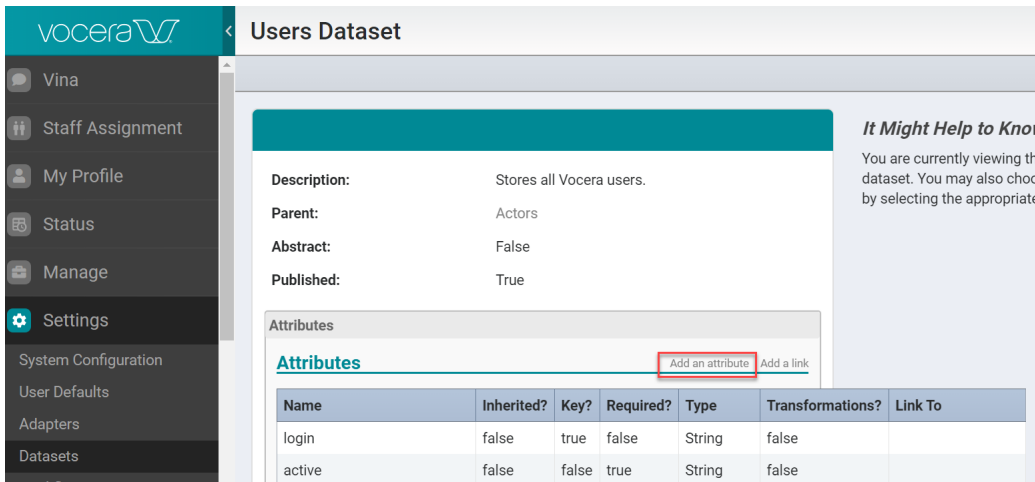 vocera
Users Dataset
Vina
Staff Assignment
My Profile
Status
Manage
Settings
System Configuration
User Defaults
Adapters
Datasets
Description: Stores all Vocera users.
Parent: Actors
Abstract: False
Published: True
Attributes
Attributes Add an attribute Add a link
Name Inherited? Key? Required? Type Transformations? Link To
login false true false String false
active false false true String false
It Might Help to Kno
You are currently viewing th
dataset. You may also choo
by selecting the appropriate